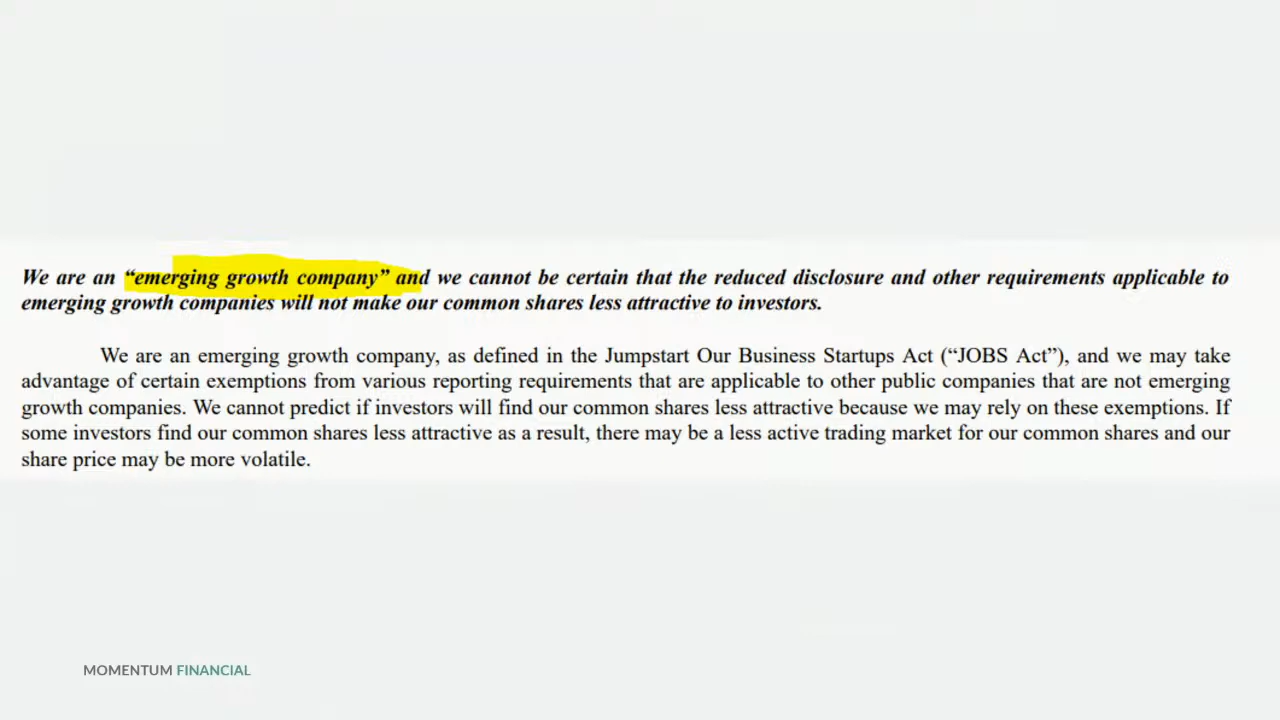 We are an “emerging growth company” and we cannot be certain that the reduced disclosure and other requirements applicable to
emerging growth companies will not make our common shares less attractive to investors.
We are an emerging growth company, as defined in the Jumpstart Our Business Startups Act (“JOBS Act”), and we may take
advantage of certain exemptions from various reporting requirements that are applicable to other public companies that are not emerging
growth companies. We cannot predict if investors will find our common shares less attractive because we may rely on these exemptions. If
some investors find our common shares less attractive as a result, there may be a less active trading market for our common shares and our
share price may be more volatile.
MOMENTUM FINANCIAL